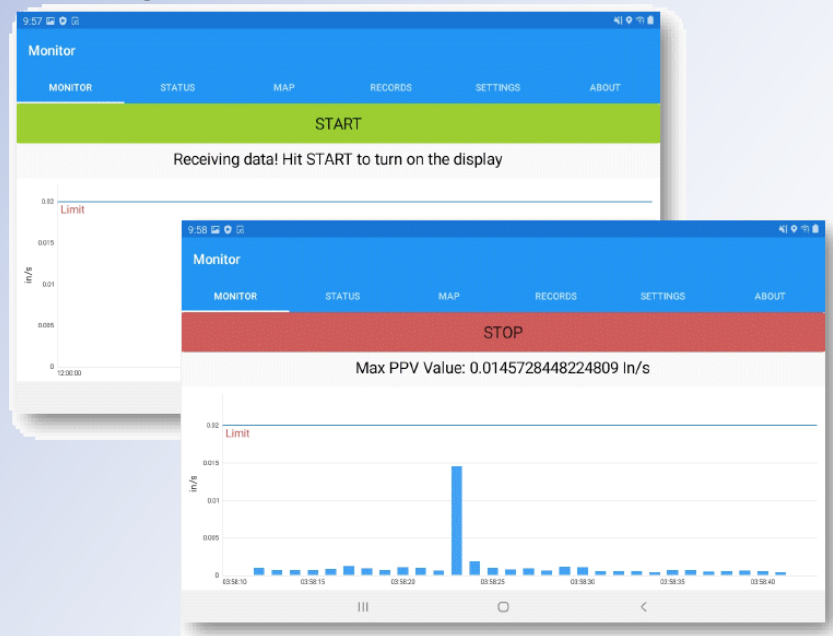 9:57
Monitor
MONITOR STATUS MAP RECORDS SETTINGS ABOUT
START
Receiving data! Hit START to turn on the display
0.02
Limit
0.015
in/s
0.01
0.005
0
12:00:00
9:58
Monitor
MONITOR STATUS MAP RECORDS SETTINGS ABOUT
STOP
Max PPV Value: 0.0145728448224809 In/s
0.02
Limit
0.015
in/s
0.01
0.005
0
03:58:10 03:58:15 03:58:20 03:58:25 03:58:30 03:58:35 03:58:40